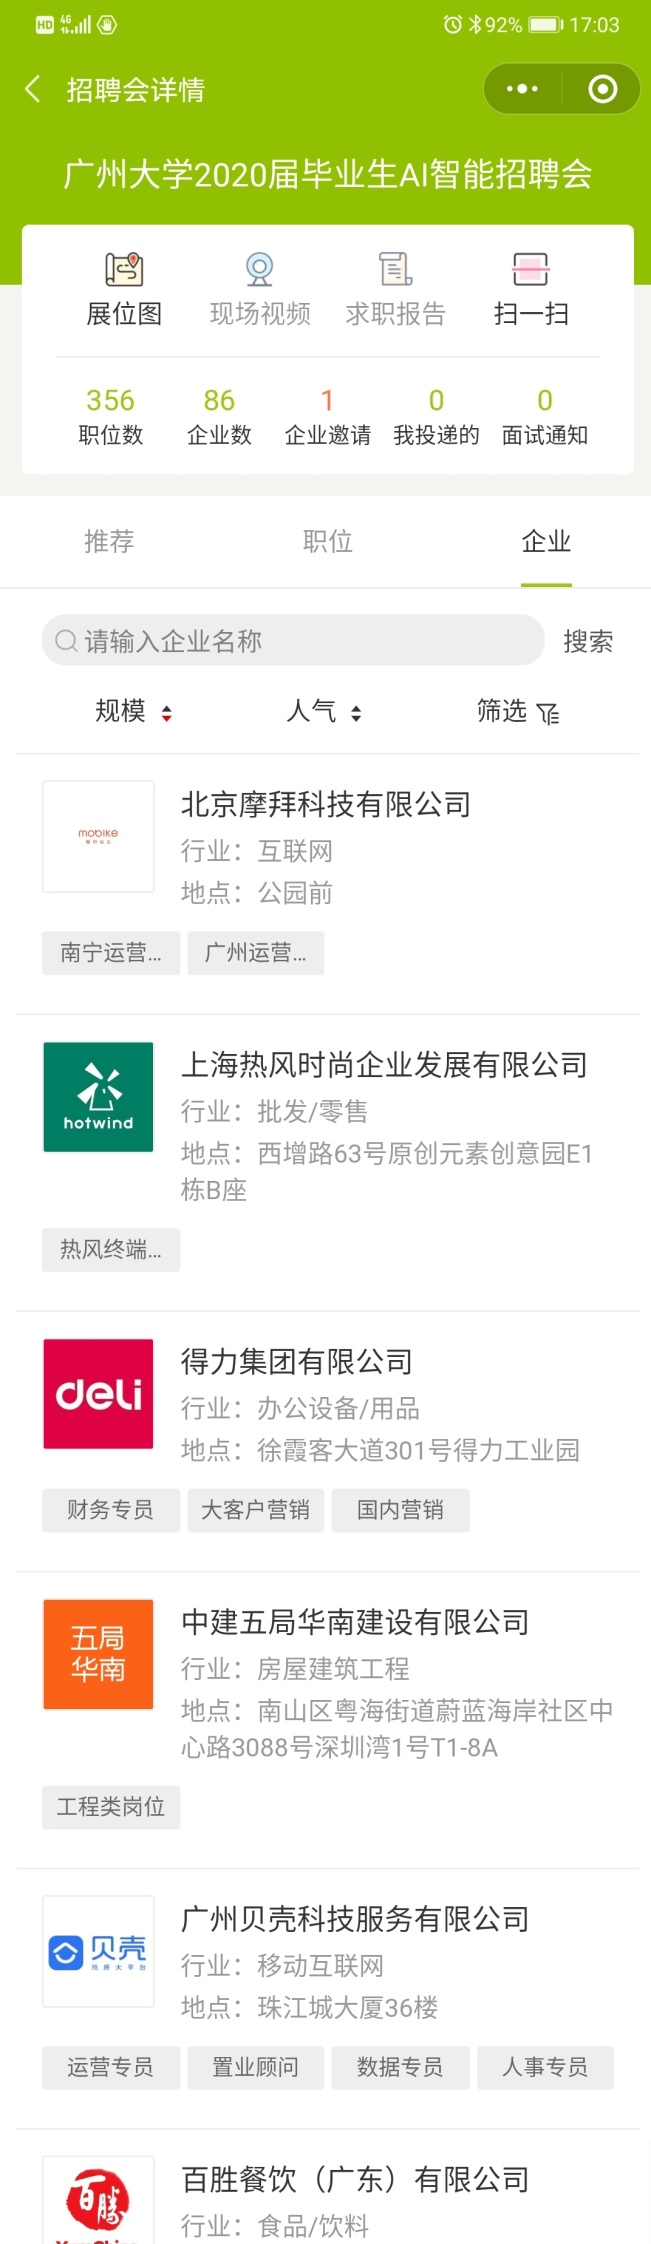 HD 4G 92% 17:03
招聘会详情
广州大学2020届毕业生AI智能招聘会
展位图 现场视频 求职报告 扫一扫
356 86 1 0 0
职位数 企业数 企业邀请 我投递的 面试通知
推荐 职位 企业
请输入企业名称 搜索
规模 人气 筛选
北京摩拜科技有限公司
mobike
行业：互联网
地点：公园前
南宁运营... 广州运营...
上海热风时尚企业发展有限公司
hotwind
行业：批发/零售
地点：西增路63号原创元素创意园E1
栋B座
热风终端...
得力集团有限公司
deli
行业：办公设备/用品
地点：徐霞客大道301号得力工业园
财务专员 大客户营销 国内营销
中建五局华南建设有限公司
五局
华南
行业：房屋建筑工程
地点：南山区粤海街道蔚蓝海岸社区中
心路3088号深圳湾1号T1-8A
工程类岗位
广州贝壳科技服务有限公司
贝壳
找房大平台
行业：移动互联网
地点：珠江城大厦36楼
运营专员 置业顾问 数据专员 人事专员
百胜餐饮（广东）有限公司
百胜
行业：食品/饮料